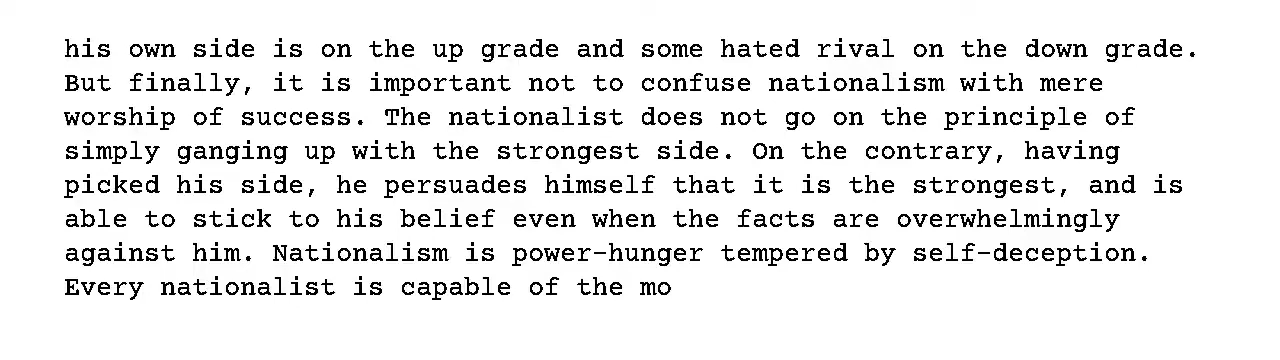 his own side is on the up grade and some hated rival on the down grade.
But finally, it is important not to confuse nationalism with mere
worship of success. The nationalist does not go on the principle of
simply ganging up with the strongest side. On the contrary, having
picked his side, he persuades himself that it is the strongest, and is
able to stick to his belief even when the facts are overwhelmingly
against him. Nationalism is power-hunger tempered by self-deception.
Every nationalist is capable of the mo